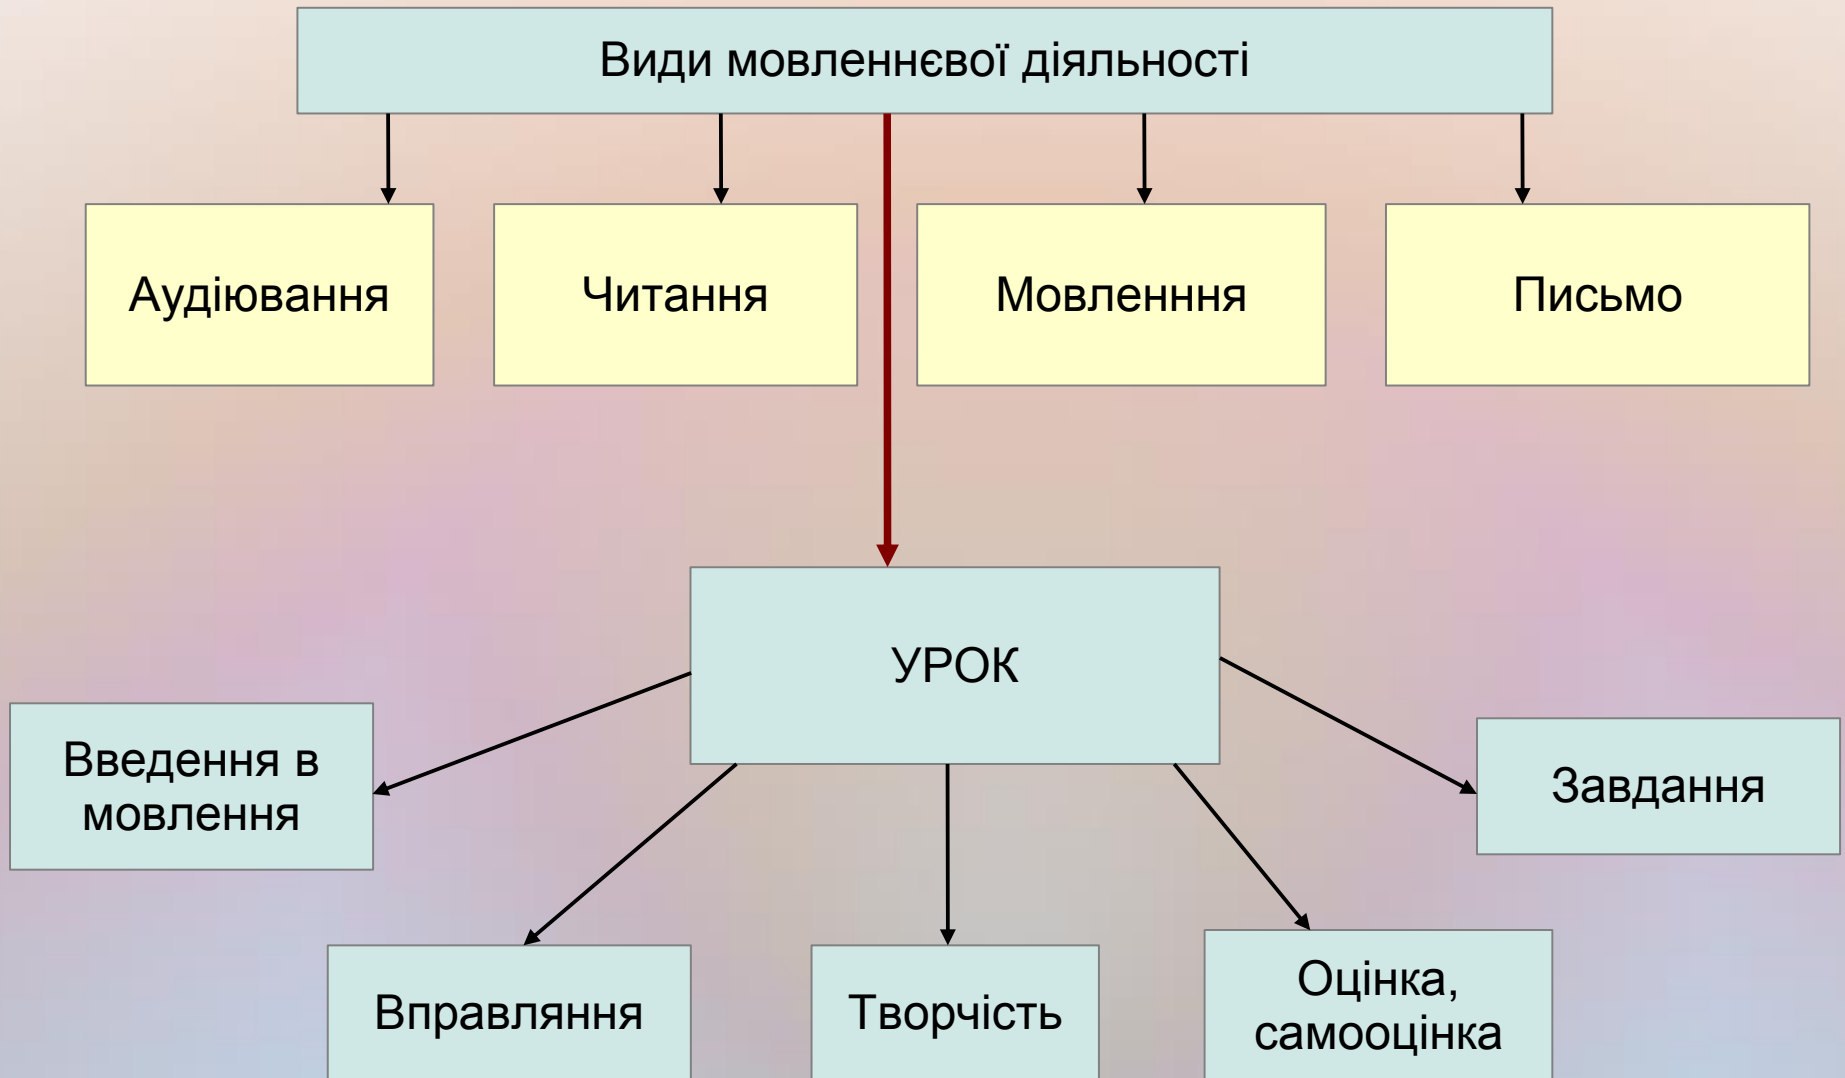 Види мовленнєвої діяльності
Аудіювання
Читання
Мовленння
Письмо
УРОК
Введення в
мовлення
Завдання
Вправляння
Творчість
Оцінка,
самооцінка